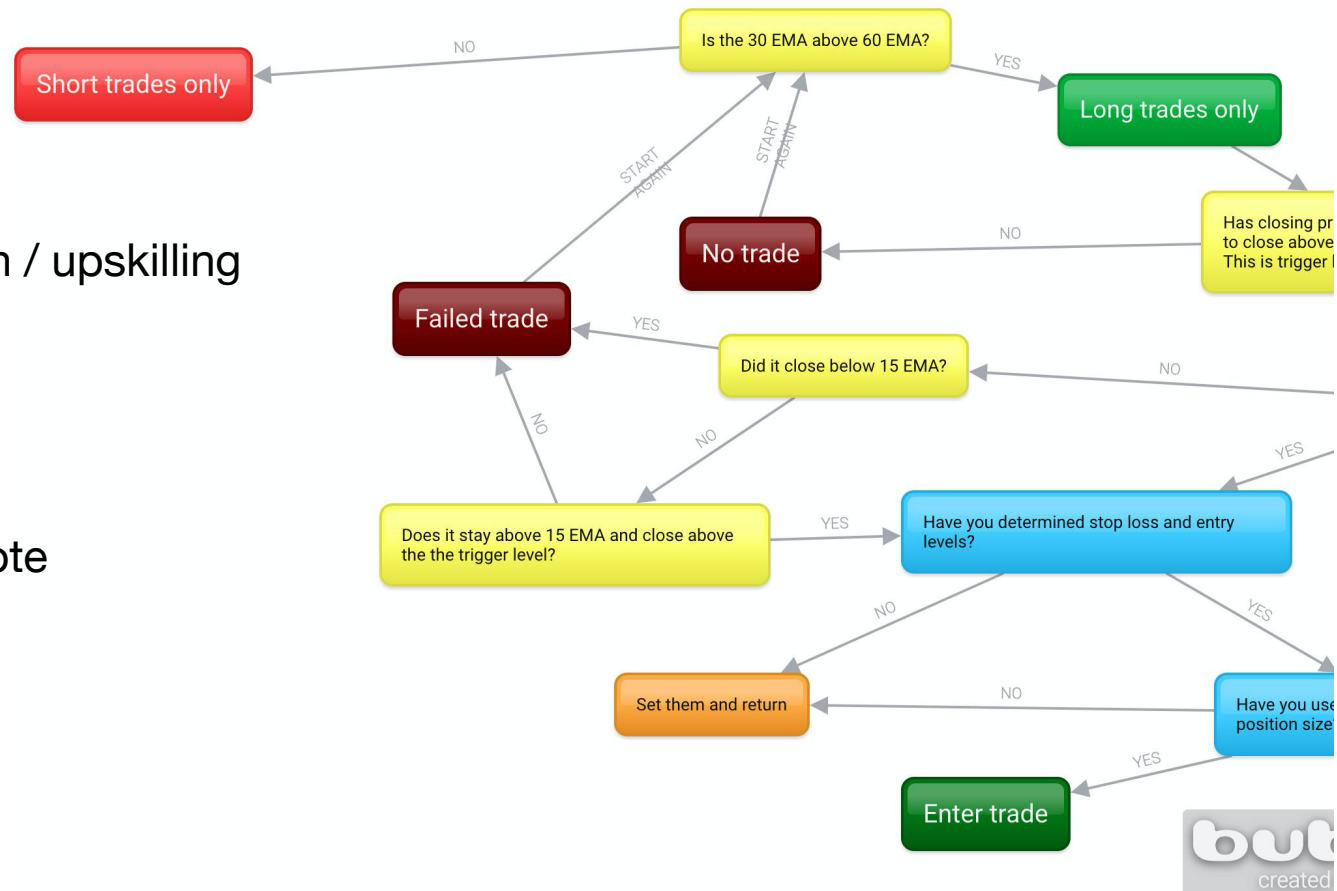 Is the 30 EMA above 60 EMA?
NO
YES
Short trades only
Long trades only
START
AGAIN
START
AGAIN
Has closing
to close above
This is trigger
No trade
NO
/ upskilling
Failed trade
YES
Did it close below 15 EMA?
NO
NO
NO
YES
Does it stay above 15 EMA and close above
the the trigger level?
YES
Have you determined stop loss and entry
levels?
NO
YES
Set them and return
NO
Have you
position size
YES
Enter trade
created